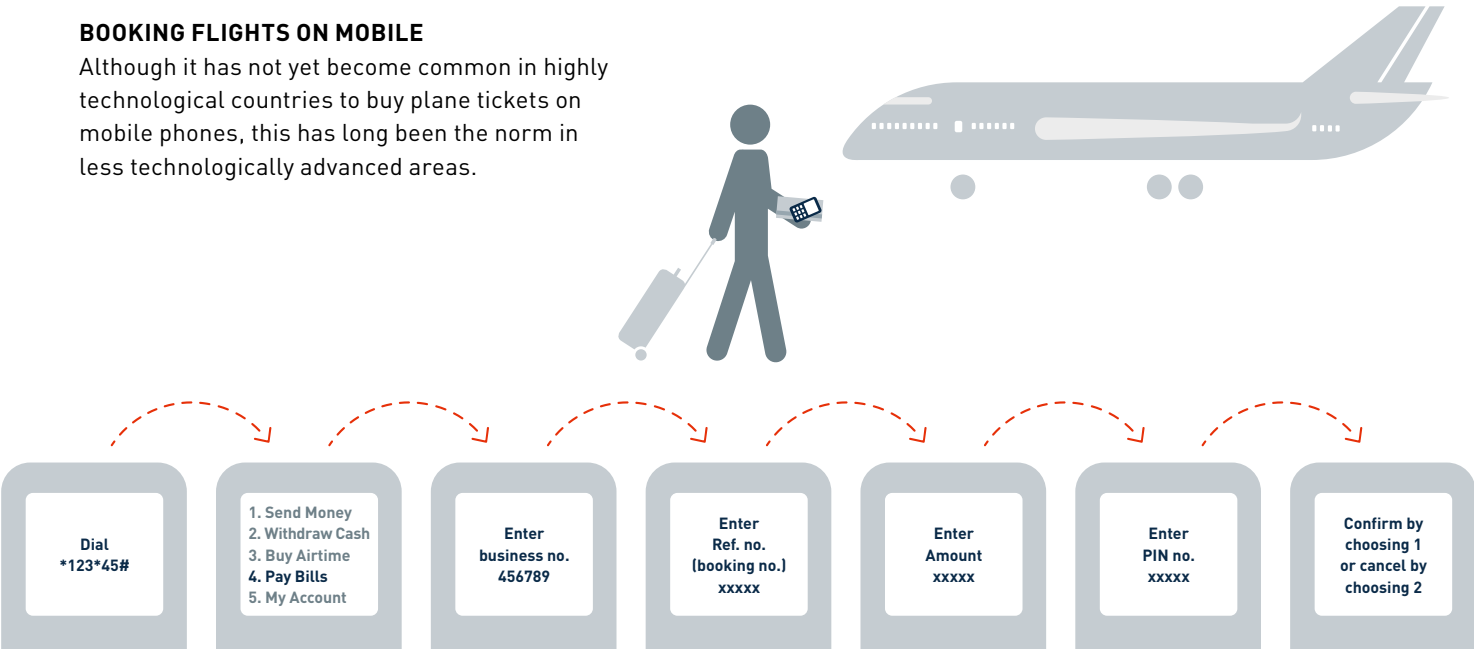 BOOKING FLIGHTS ON MOBILE
Although it has not yet become common in highly
technological countries to buy plane tickets on
mobile phones, this has long been the norm in
less technologically advanced areas.
Dial
*123*45#
1. Send Money
2. Withdraw Cash
3. Buy Airtime
4. Pay Bills
5. My Account
Enter
business no.
456789
Enter
Ref. no.
(booking no.)
xxxxx
Enter
Amount
xxxxx
Enter
PIN no.
xxxxx
Confirm by
choosing 1
or cancel by
choosing 2